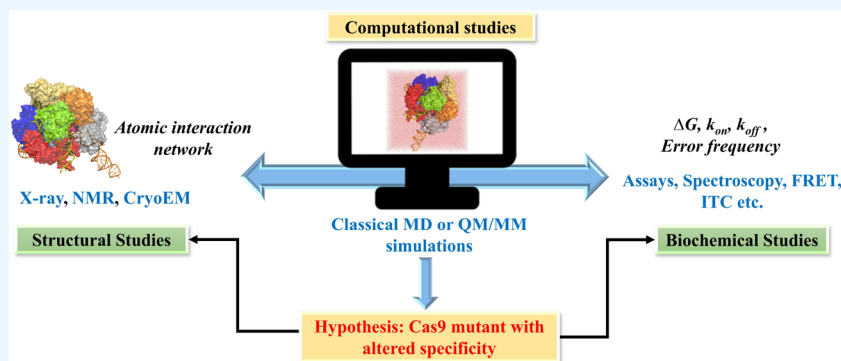 Computational studies
Atomic interaction
network
X-ray, NMR, CryoEM
Structural Studies
ΔG, kon, koff ,
Error frequency
Assays, Spectroscopy, FRET,
ITC etc.
Biochemical Studies
Classical MD or QM/MM
simulations
Hypothesis: Cas9 mutant with
altered specificity